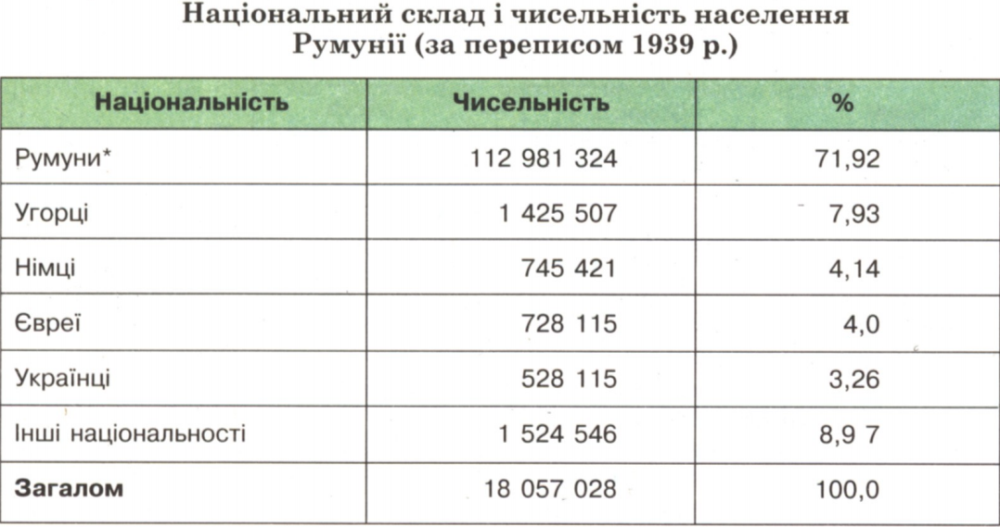 Національний склад і чисельність населення
Румунії (за переписом 1939 р.)
Національність Чисельність %
Румуни* 112 981 324 71,92
Угорці 1 425 507 7,93
Німці 745 421 4,14
Євреї 728 115 4,0
Українці 528 115 3,26
Інші національності 1 524 546 8,9 7
Загалом 18 057 028 100,0